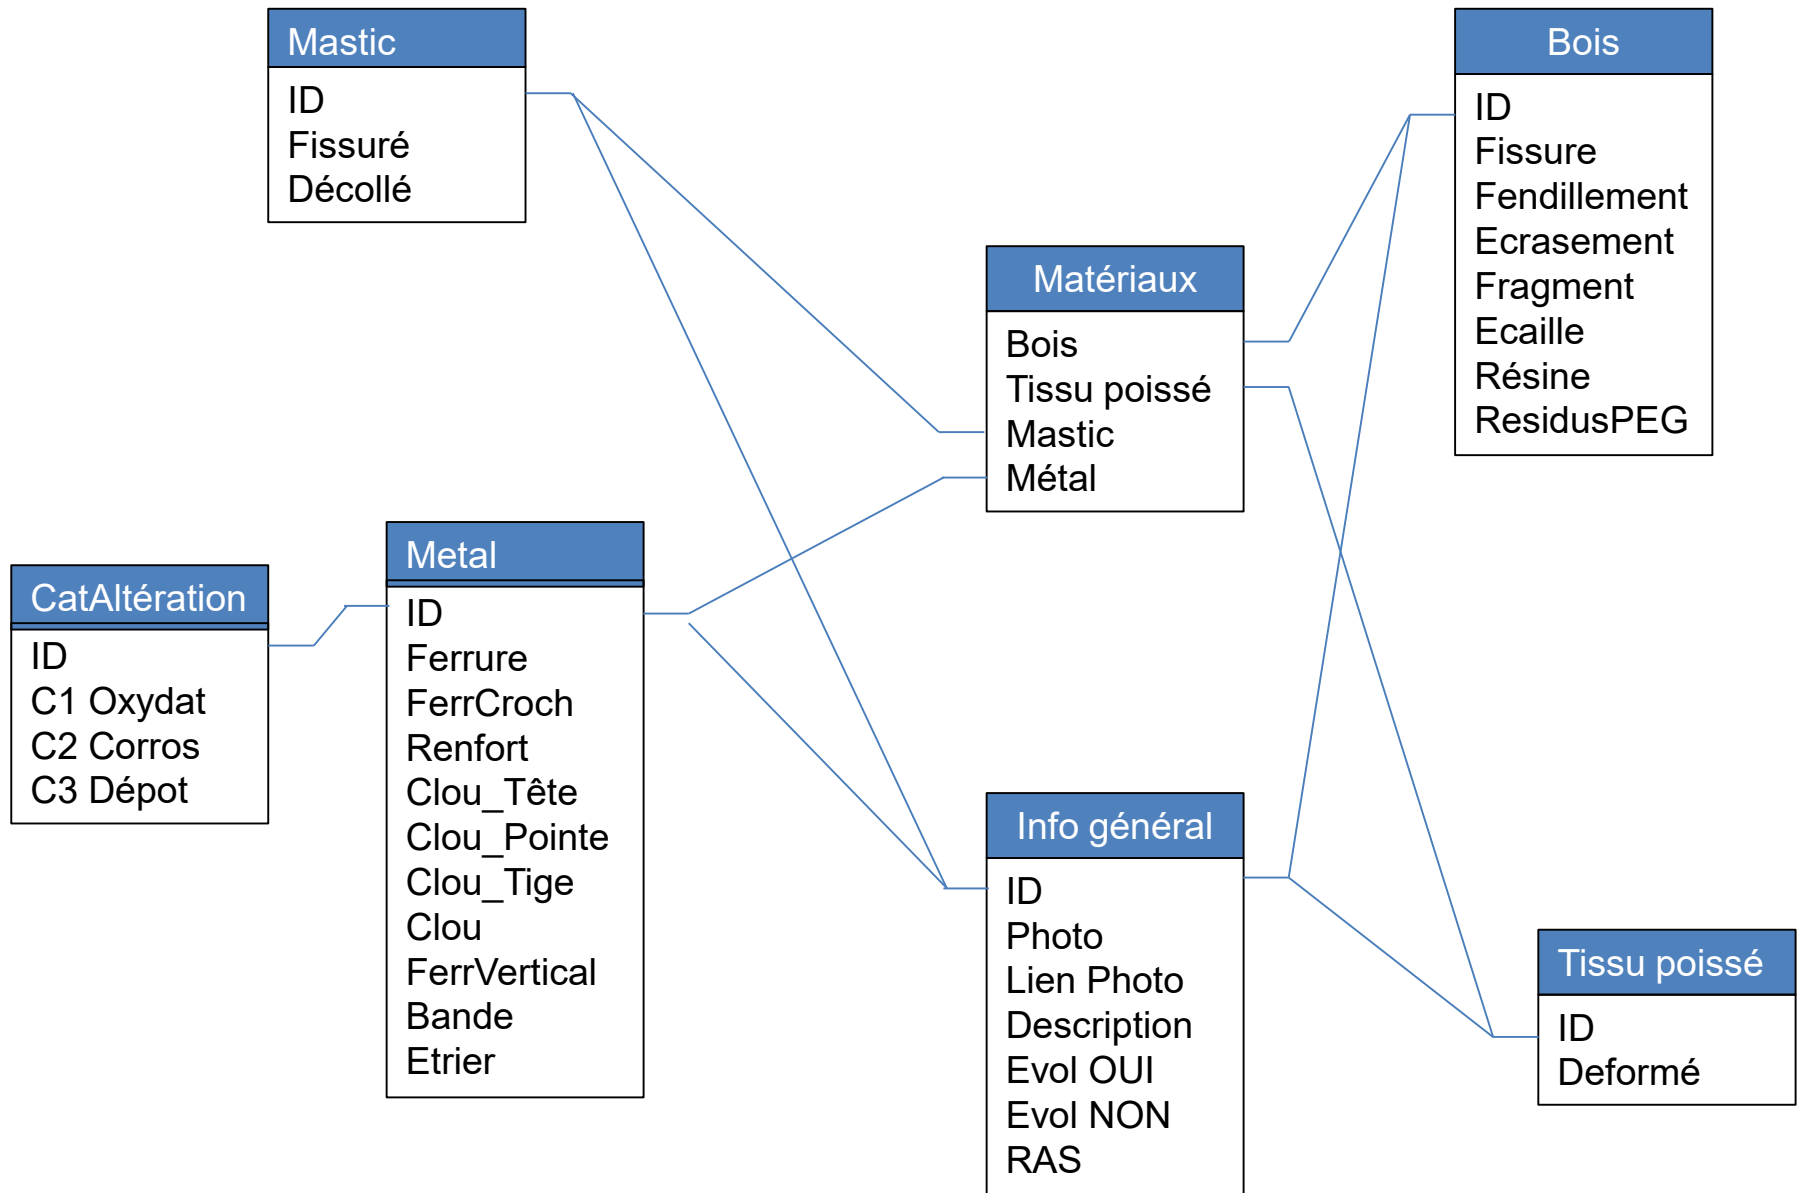 Mastic
ID
Fissuré
Décollé
Bois
ID
Fissure
Fendillement
Ecrasement
Fragment
Ecaille
Résine
ResidusPEG
Matériaux
Bois
Tissu poissé
Mastic
Métal
CatAltération
ID
C1 Oxydat
C2 Corros
C3 Dépot
Metal
ID
Ferrure
FerrCroch
Renfort
Clou_Tête
Clou_Pointe
Clou_Tige
Clou
FerrVertical
Bande
Etrier
Info général
ID
Photo
Lien Photo
Description
Evol OUI
Evol NON
RAS
Tissu poissé
ID
Deformé